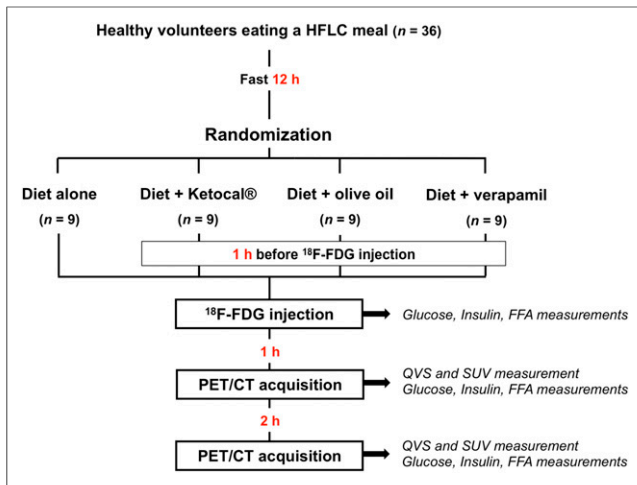 Healthy volunteers eating a HFLC meal (n = 36)
Fast 12 h
Randomization
Diet alone Diet + Ketocal® Diet + olive oil Diet + verapamil
(n = 9) (n = 9) (n = 9) (n = 9)
1 h before ¹⁸F-FDG injection
¹⁸F-FDG injection Glucose, Insulin, FFA measurements
1 h
QVS and SUV measurement
PET/CT acquisition Glucose, Insulin, FFA measurements
2 h
QVS and SUV measurement
PET/CT acquisition Glucose, Insulin, FFA measurements